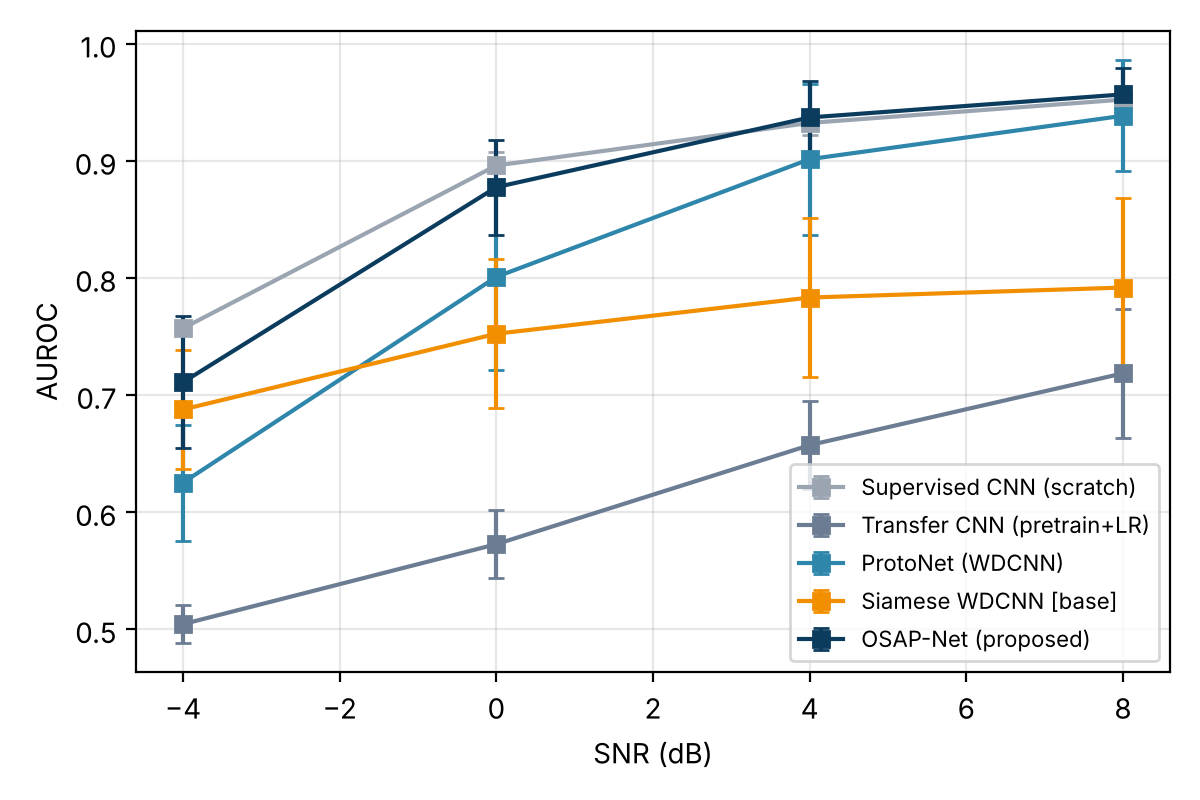 1.0
0.9
0.8
0.7
0.6
0.5
AUROC
−4
−2
0
2
4
6
8
SNR (dB)
Supervised CNN (scratch)
Transfer CNN (pretrain+LR)
ProtoNet (WDCNN)
Siamese WDCNN [base]
OSAP-Net (proposed)